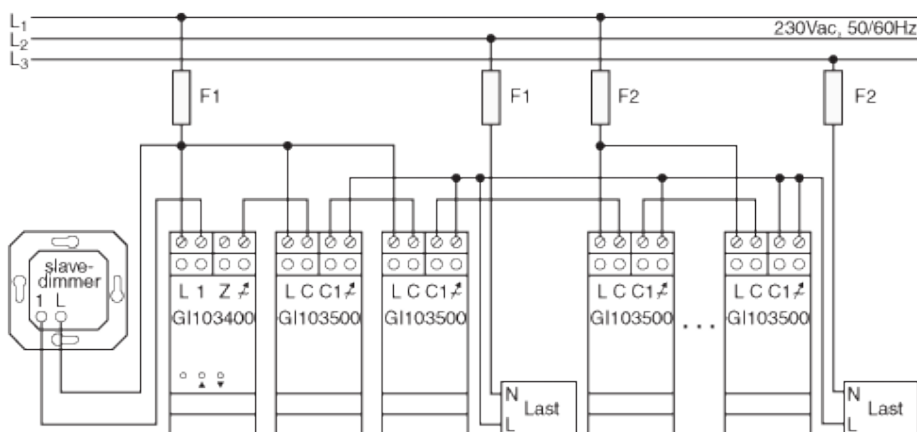 L1
L2
L3
230Vac, 50/60Hz
F1
F1
F2
F2
slave-
dimmer
1 L
L 1 Z
GI103400
L C C1
GI103500
L C C1
GI103500
L C C1
GI103500
...
L C C1
GI103500
N
L
Last
N
L
Last